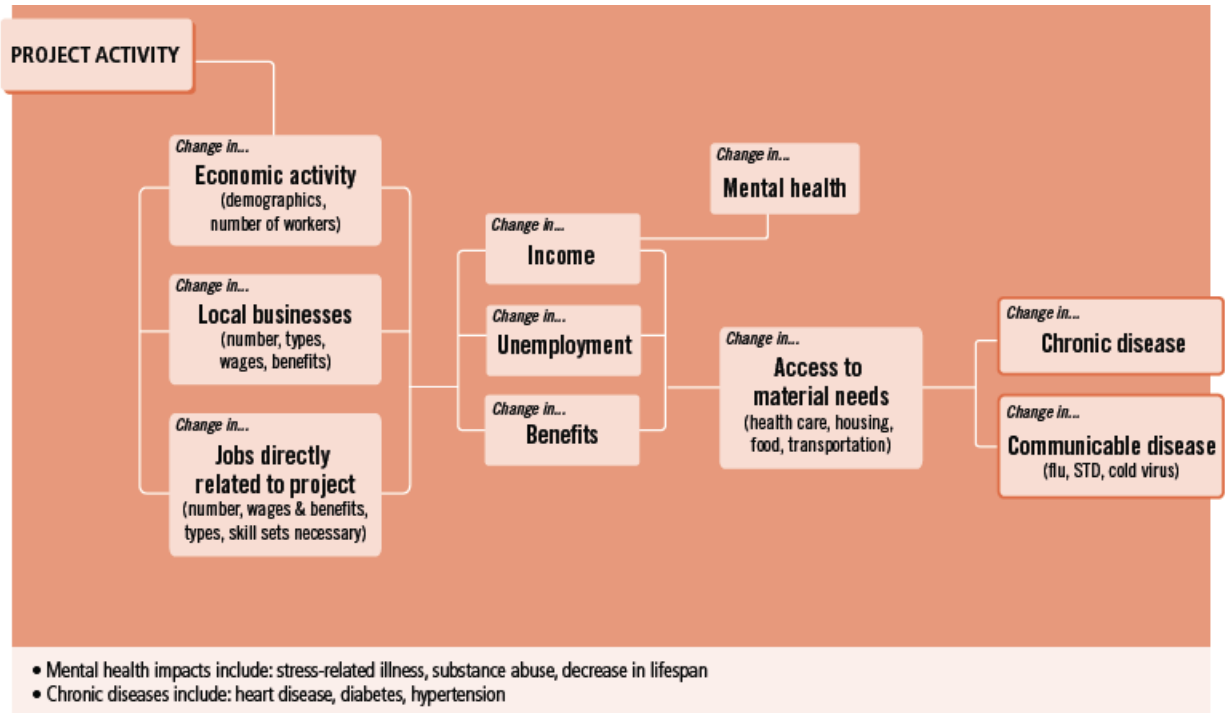 PROJECT ACTIVITY
Change in...
Economic activity
(demographics,
number of workers)
Change in...
Local businesses
(number, types,
wages, benefits)
Change in...
Jobs directly
related to project
(number, wages & benefits,
types, skill sets necessary)
Change in...
Income
Change in...
Unemployment
Change in...
Benefits
Change in...
Mental health
Change in...
Access to
material needs
(health care, housing,
food, transportation)
Change in...
Chronic disease
Change in...
Communicable disease
(flu, STD, cold virus)
• Mental health impacts include: stress-related illness, substance abuse, decrease in lifespan
• Chronic diseases include: heart disease, diabetes, hypertension